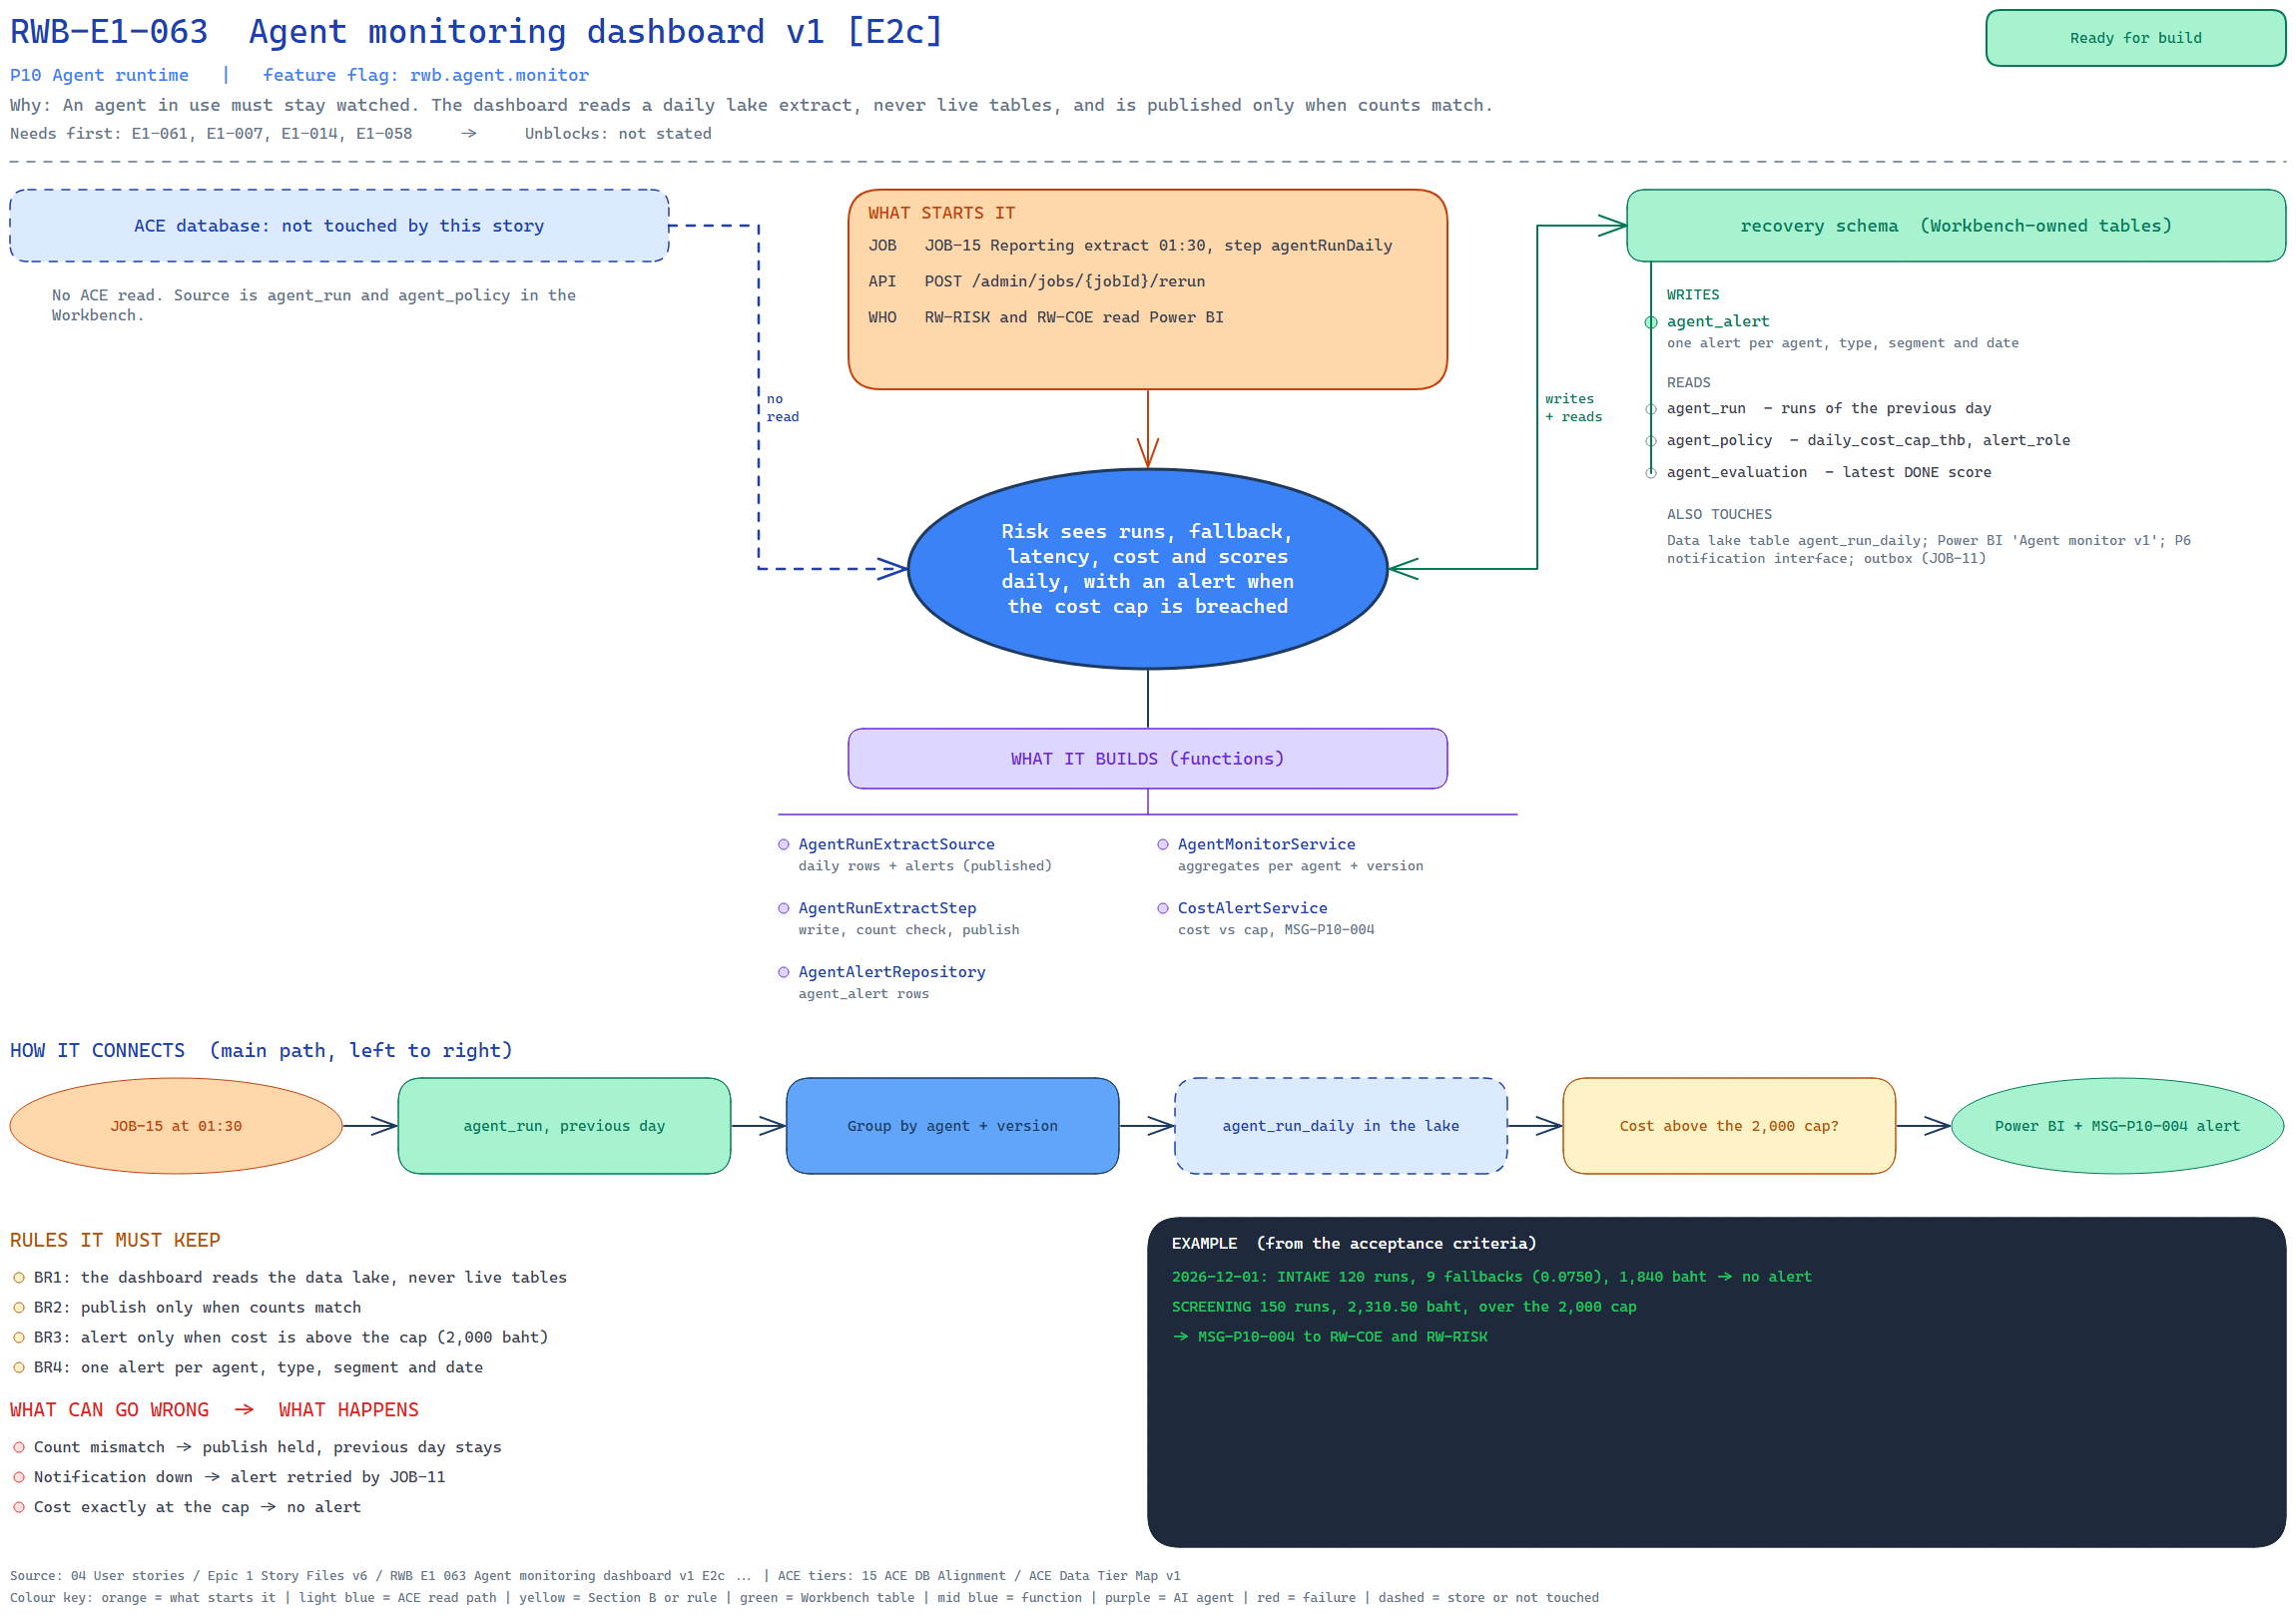 RWB-E1-063  Agent monitoring dashboard v1 [E2c]
Ready for build
P10 Agent runtime   |   feature flag: rwb.agent.monitor
Why: An agent in use must stay watched. The dashboard reads a daily lake extract, never live tables, and is published only when counts match.
Needs first: E1-061, E1-007, E1-014, E1-058     →     Unblocks: not stated
ACE database: not touched by this story
No ACE read. Source is agent_run and agent_policy in the
Workbench.
no
read
WHAT STARTS IT
JOB   JOB-15 Reporting extract 01:30, step agentRunDaily
API   POST /admin/jobs/{jobId}/rerun
WHO   RW-RISK and RW-COE read Power BI
writes
+ reads
recovery schema  (Workbench-owned tables)
WRITES
agent_alert
one alert per agent, type, segment and date
READS
agent_run  - runs of the previous day
agent_policy  - daily_cost_cap_thb, alert_role
agent_evaluation  - latest DONE score
ALSO TOUCHES
Data lake table agent_run_daily; Power BI 'Agent monitor v1'; P6
notification interface; outbox (JOB-11)
Risk sees runs, fallback,
latency, cost and scores
daily, with an alert when
the cost cap is breached
WHAT IT BUILDS (functions)
AgentRunExtractSource
daily rows + alerts (published)
AgentMonitorService
aggregates per agent + version
AgentRunExtractStep
write, count check, publish
CostAlertService
cost vs cap, MSG-P10-004
AgentAlertRepository
agent_alert rows
HOW IT CONNECTS  (main path, left to right)
JOB-15 at 01:30
agent_run, previous day
Group by agent + version
agent_run_daily in the lake
Cost above the 2,000 cap?
Power BI + MSG-P10-004 alert
RULES IT MUST KEEP
BR1: the dashboard reads the data lake, never live tables
BR2: publish only when counts match
BR3: alert only when cost is above the cap (2,000 baht)
BR4: one alert per agent, type, segment and date
WHAT CAN GO WRONG  →  WHAT HAPPENS
Count mismatch → publish held, previous day stays
Notification down → alert retried by JOB-11
Cost exactly at the cap → no alert
EXAMPLE  (from the acceptance criteria)
2026-12-01: INTAKE 120 runs, 9 fallbacks (0.0750), 1,840 baht → no alert
SCREENING 150 runs, 2,310.50 baht, over the 2,000 cap
→ MSG-P10-004 to RW-COE and RW-RISK
Source: 04 User stories / Epic 1 Story Files v6 / RWB E1 063 Agent monitoring dashboard v1 E2c ... | ACE tiers: 15 ACE DB Alignment / ACE Data Tier Map v1
Colour key: orange = what starts it | light blue = ACE read path | yellow = Section B or rule | green = Workbench table | mid blue = function | purple = AI agent | red = failure | dashed = store or not touched